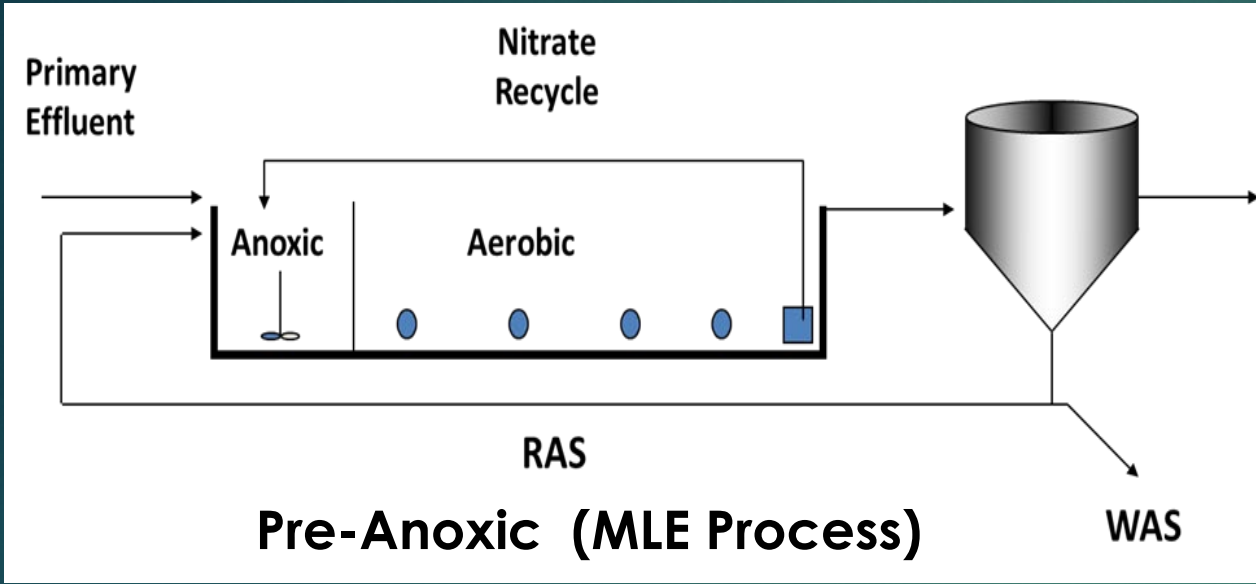 Primary
Effluent
Nitrate
Recycle
Anoxic
Aerobic
RAS
Pre-Anoxic (MLE Process)
WAS